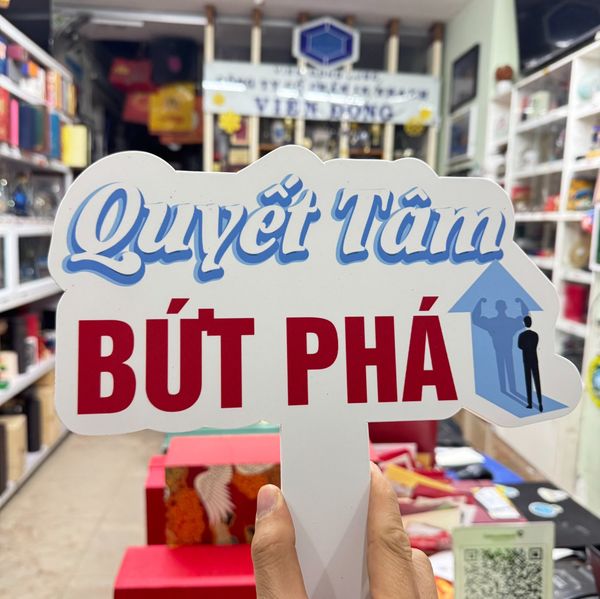 VIỄN ĐÔNG
Quyết Tâm
BỨT PHÁ